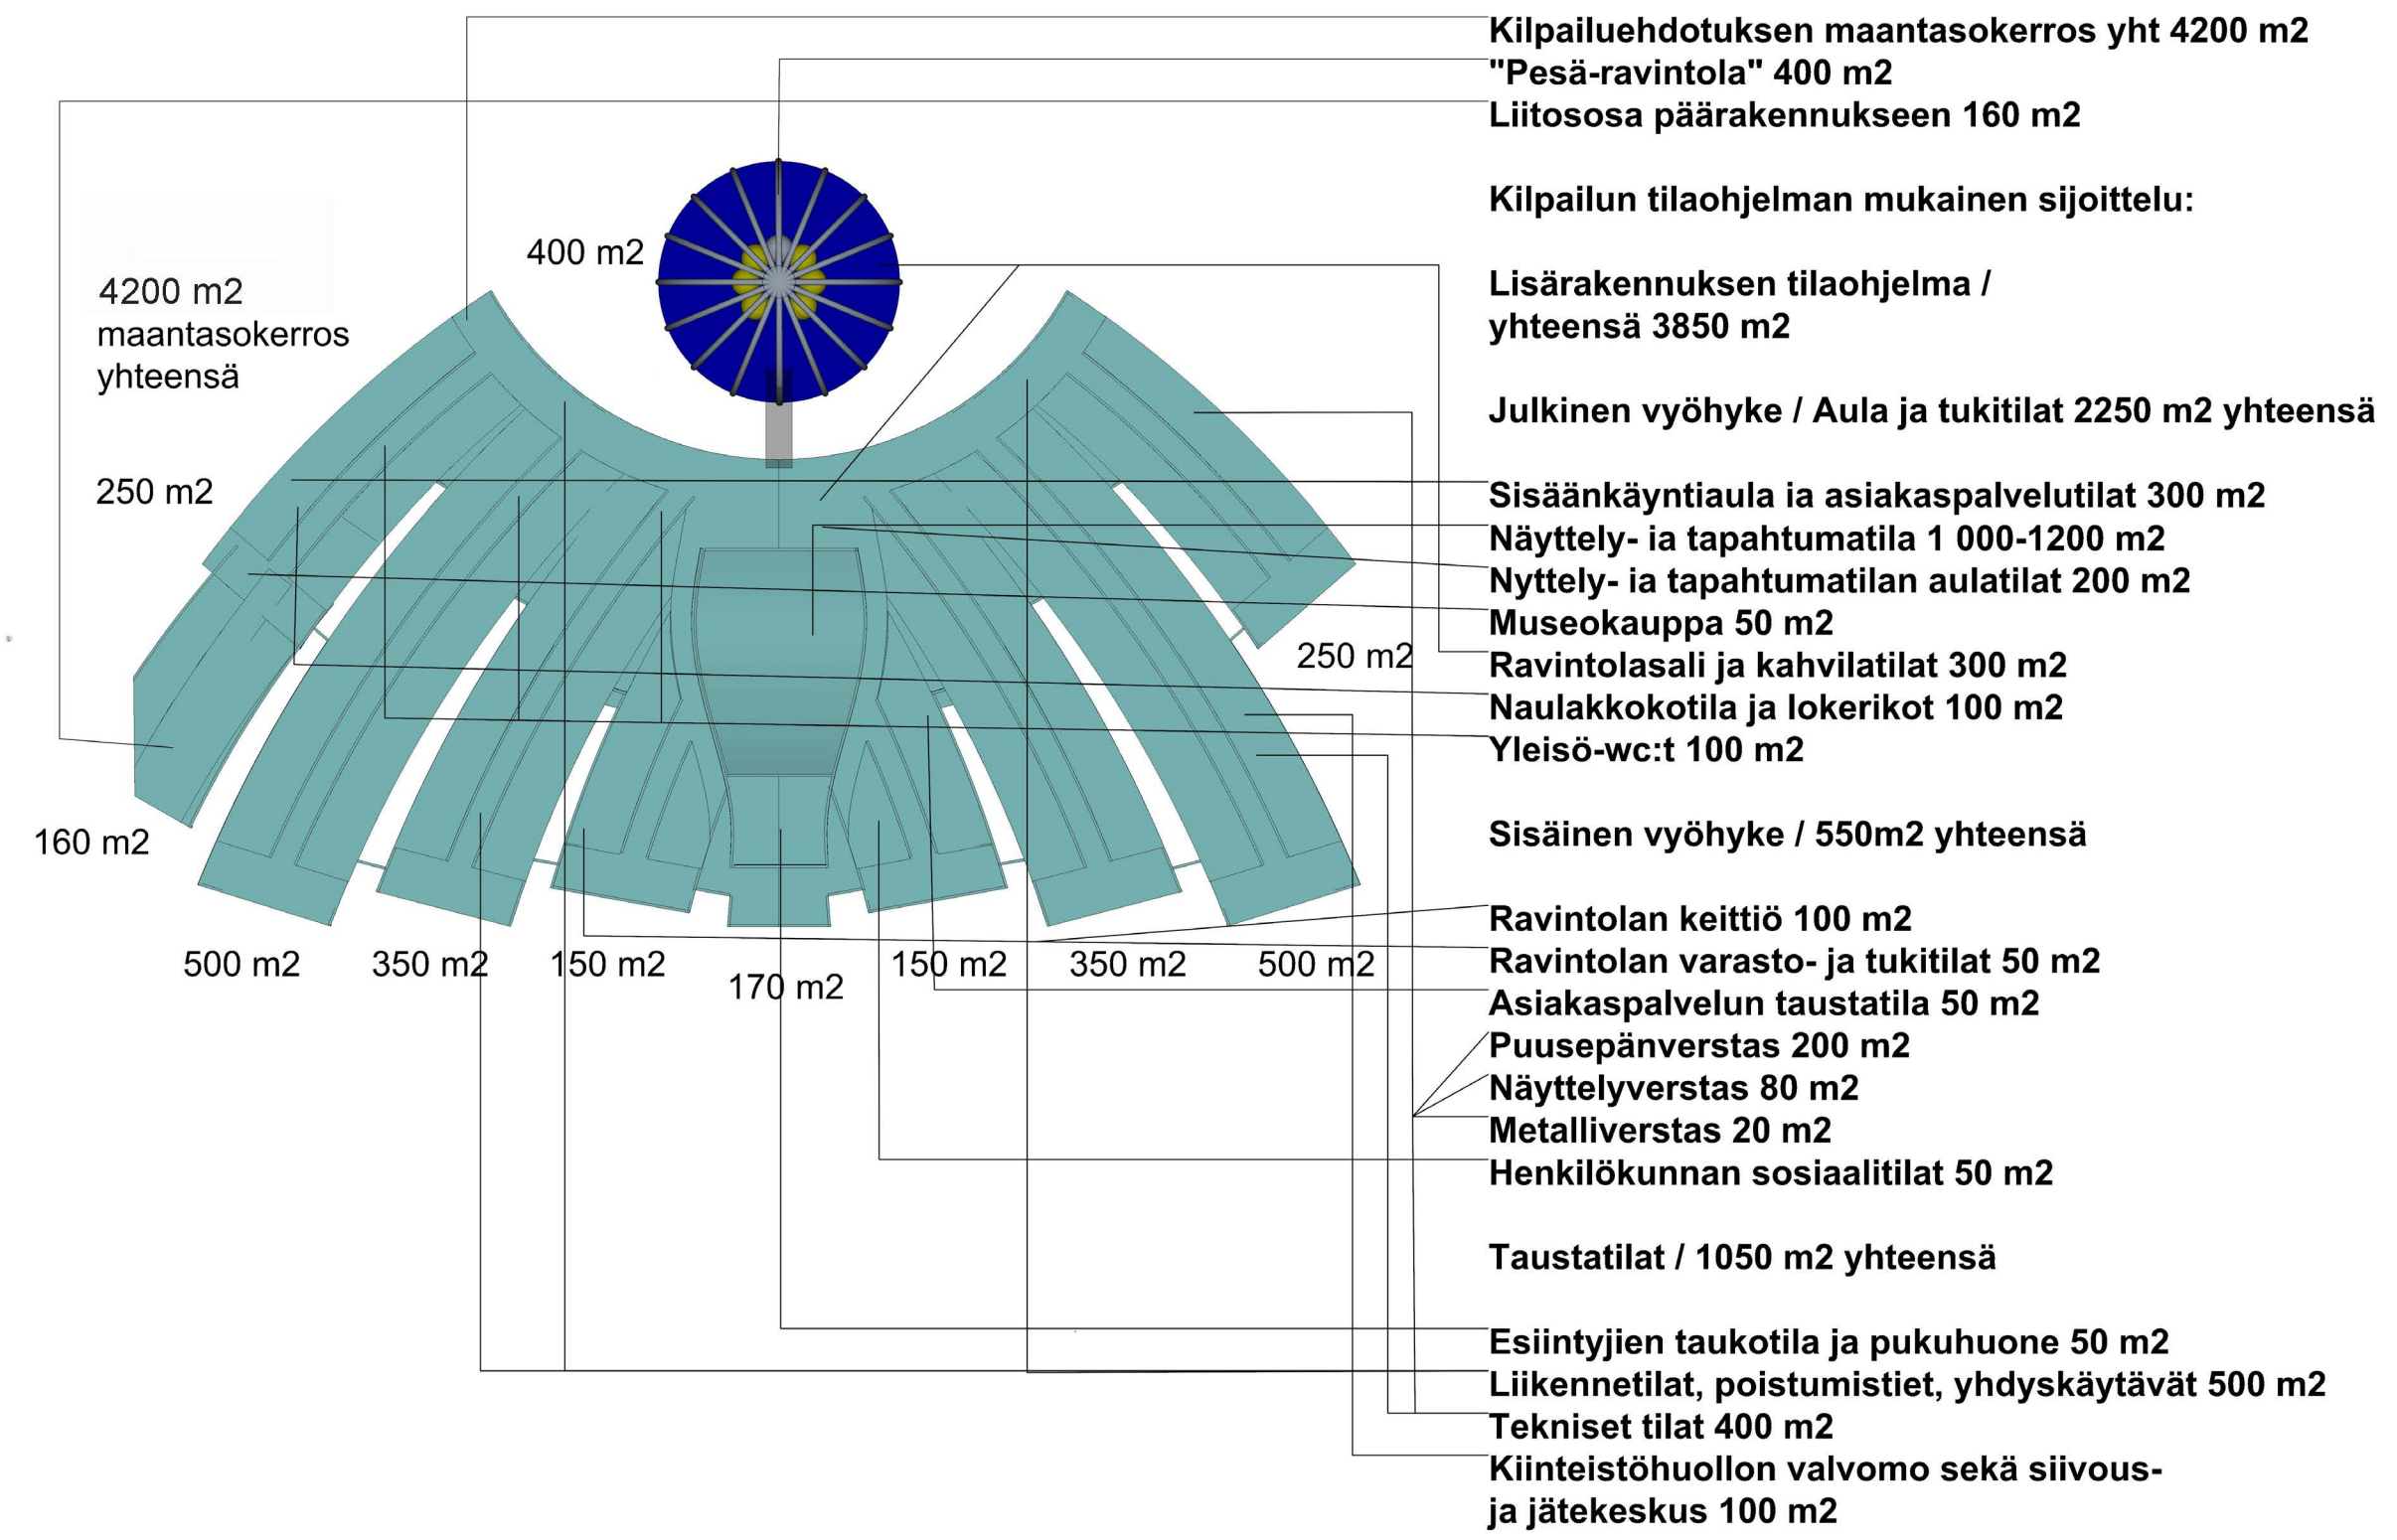 Kilpailuehdotuksen maantasokerros yht 4200 m2
"Pesä-ravintola" 400 m2
Liitososa päärakennukseen 160 m2
Kilpailun tilaohjelman mukainen sijoittelu:
Lisärakennuksen tilaohjelma /
yhteensä 3850 m2
Julkinen vyöhyke / Aula ja tukitilat 2250 m2 yhteensä
Sisäänkäyntiaula ia asiakaspalvelutilat 300 m2
Näyttely- ia tapahtumatila 1 000-1200 m2
Nyttely- ia tapahtumatilan aulatilat 200 m2
Museokauppa 50 m2
Ravintolasali ja kahvilatilat 300 m2
Naulakkokotila ja lokerikot 100 m2
Yleisö-wc:t 100 m2
Sisäinen vyöhyke / 550m2 yhteensä
Ravintolan keittiö 100 m2
Ravintolan varasto- ja tukitilat 50 m2
Asiakaspalvelun taustatila 50 m2
Puusepänverstas 200 m2
Näyttelyverstas 80 m2
Metalliverstas 20 m2
Henkilökunnan sosiaalitilat 50 m2
Taustatilat / 1050 m2 yhteensä
Esiintyjien taukotila ja pukuhuone 50 m2
Liikennetilat, poistumistiet, yhdyskäytävät 500 m2
Tekniset tilat 400 m2
Kiinteistöhuollon valvomo sekä siivous-
ja jätekeskus 100 m2
400 m2
4200 m2
maantasokerros
yhteensä
250 m2
250 m2
160 m2
500 m2
350 m2
150 m2
170 m2
150 m2
350 m2
500 m2